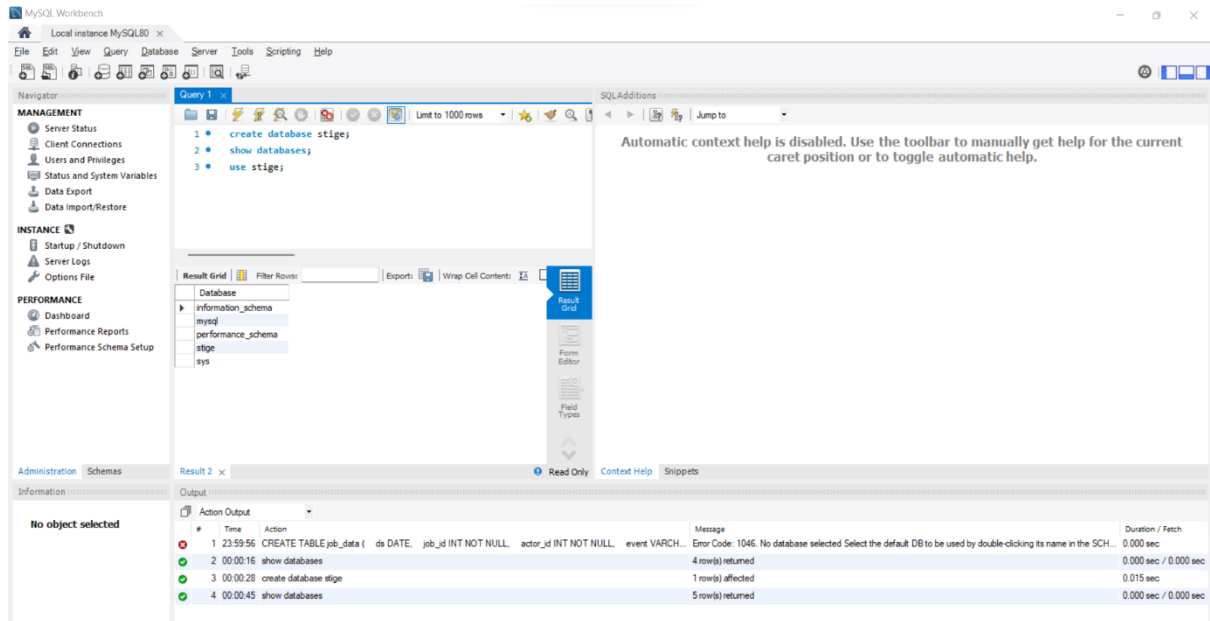 MySQL Workbench
Local instance MySQL80 ×
File Edit View Query Database Server Tools Scripting Help
Navigator
MANAGEMENT
Server Status
Client Connections
Users and Privileges
Status and System Variables
Data Export
Data Import/Restore
INSTANCE
Startup / Shutdown
Server Logs
Options File
PERFORMANCE
Dashboard
Performance Reports
Performance Schema Setup
Administration Schemas
Information
No object selected
Query 1 ×
Limit to 1000 rows
1 create database stige;
2 show databases;
3 use stige;
Result Grid Filter Rows: Export: Wrap Cell Content:
Database
information_schema
mysql
performance_schema
stige
sys
Result Grid
Form Editor
Field Types
Result 2 ×
Read Only
SQLAdditions
Jump to
Automatic context help is disabled. Use the toolbar to manually get help for the current
caret position or to toggle automatic help.
Context Help Snippets
Output
Action Output
# Time Action Message Duration / Fetch
1 23:59:56 CREATE TABLE job_data ( ds DATE, job_id INT NOT NULL, actor_id INT NOT NULL, event VARCH... Error Code: 1046. No database selected Select the default DB to be used by double-clicking its name in the SCH... 0.000 sec
2 00:00:16 show databases 4 row(s) returned 0.000 sec / 0.000 sec
3 00:00:28 create database stige 1 row(s) affected 0.015 sec
4 00:00:45 show databases 5 row(s) returned 0.000 sec / 0.000 sec